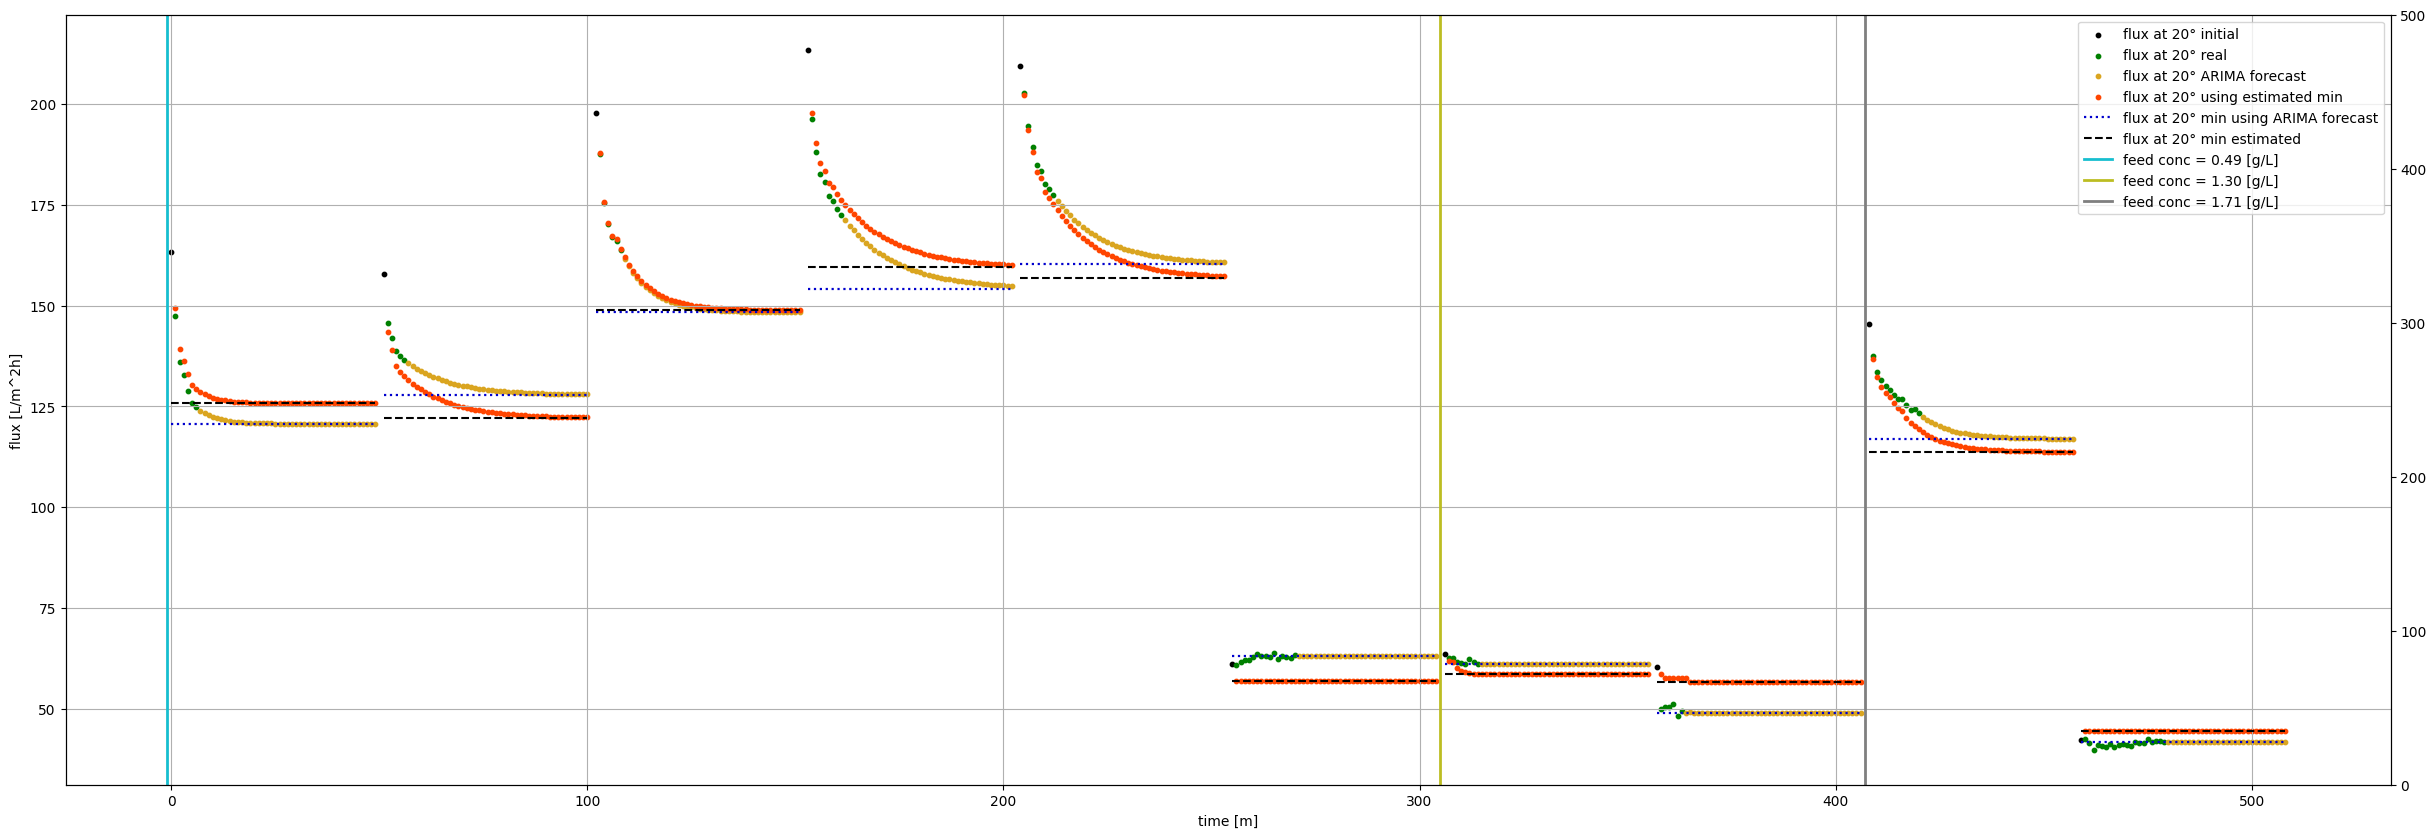 flux at 20° initial
flux at 20° real
flux at 20° ARIMA forecast
flux at 20° using estimated min
flux at 20° min using ARIMA forecast
flux at 20° min estimated
feed conc = 0.49 [g/L]
feed conc = 1.30 [g/L]
feed conc = 1.71 [g/L]
flux [L/m^2h]
200
175
150
125
100
75
50
500
400
300
200
100
0
0 100 200 300 400 500
time [m]